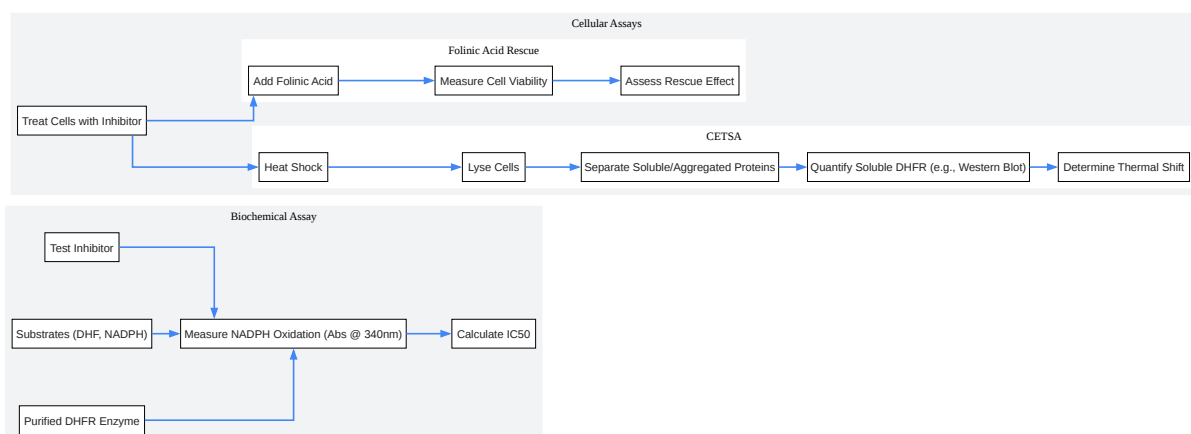 Cellular Assays
Folinic Acid Rescue
Add Folinic Acid
Measure Cell Viability
Assess Rescue Effect
Treat Cells with Inhibitor
CETSA
Heat Shock
Lyse Cells
Separate Soluble/Aggregated Proteins
Quantify Soluble DHFR (e.g., Western Blot)
Determine Thermal Shift
Biochemical Assay
Test Inhibitor
Substrates (DHF, NADPH)
Measure NADPH Oxidation (Abs @ 340nm)
Calculate IC50
Purified DHFR Enzyme